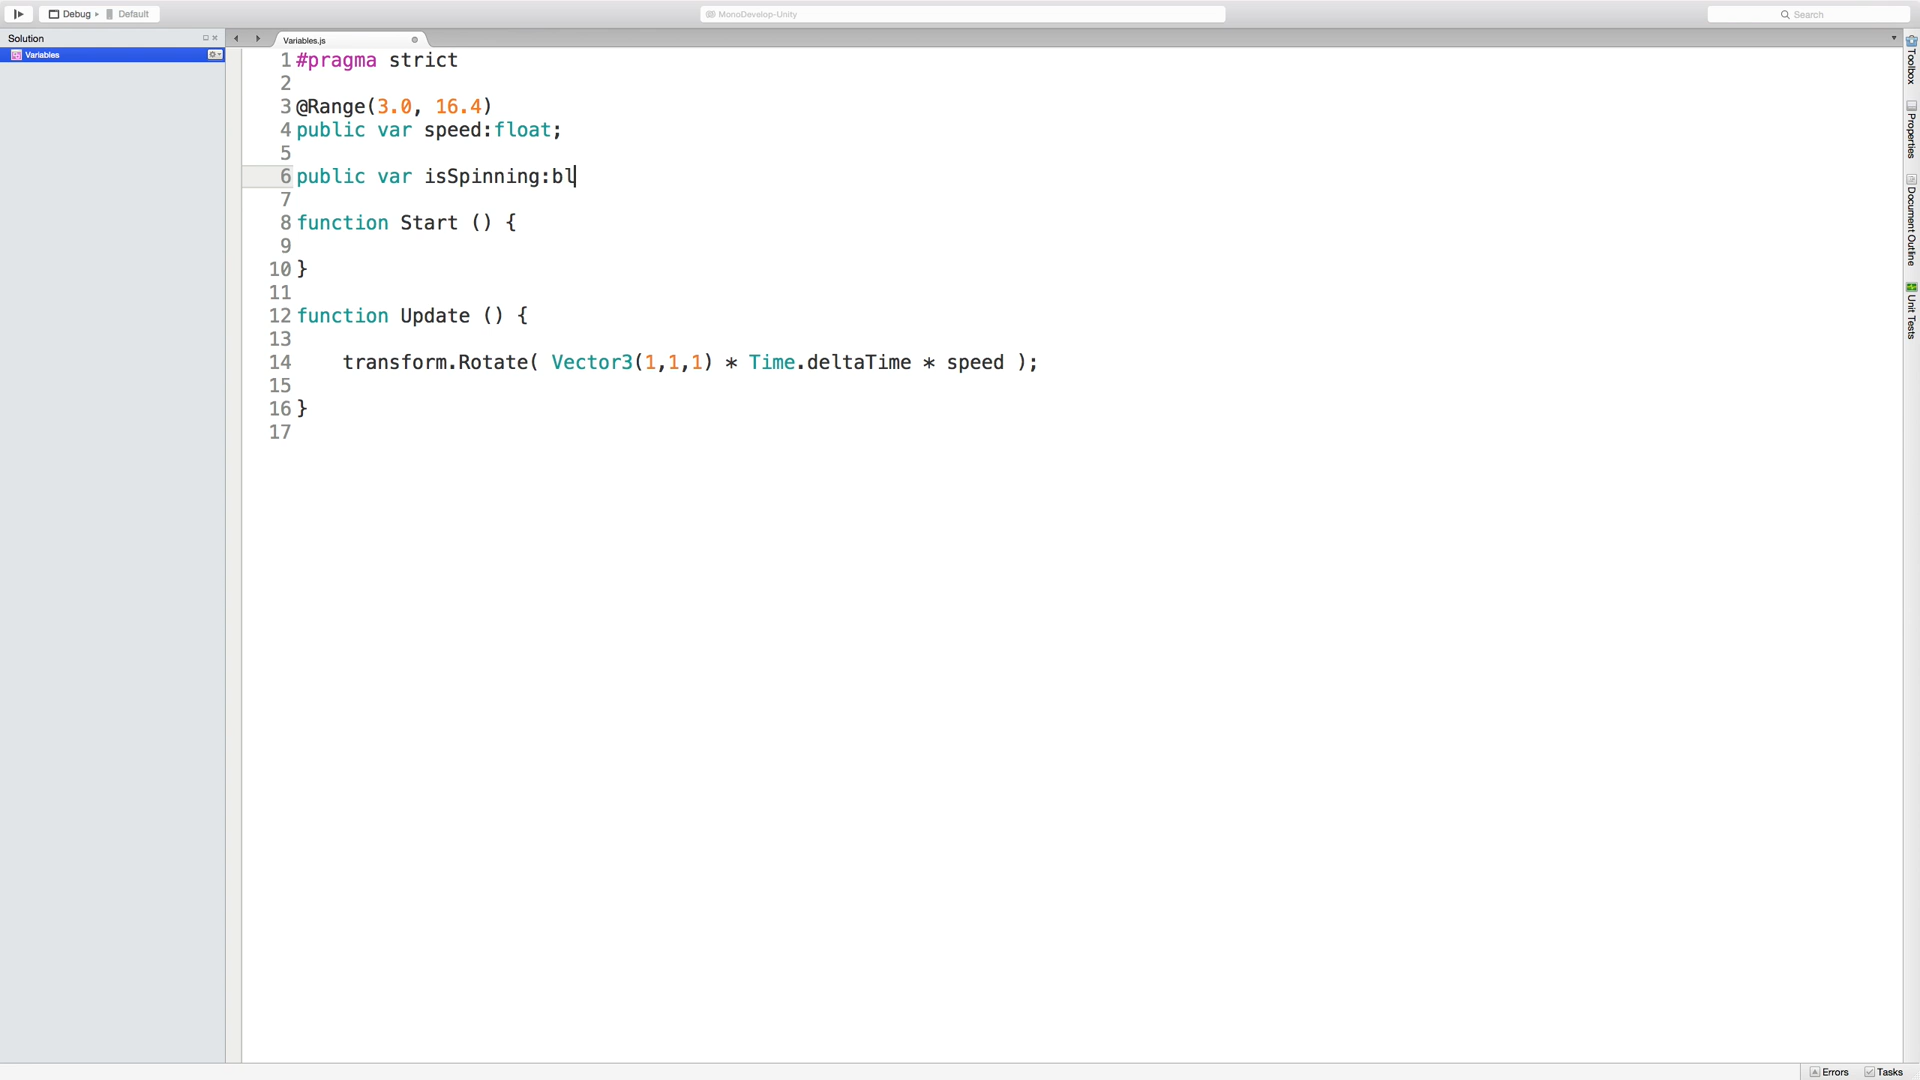 Debug Default
MonoDevelop-Unity
Search
Solution
Variables
Variables.js
1 #pragma strict
2
3 @Range(3.0, 16.4)
4 public var speed:float;
5
6 public var isSpinning:bl
7
8 function Start () {
9
10 }
11
12 function Update () {
13
14     transform.Rotate( Vector3(1,1,1) * Time.deltaTime * speed );
15
16 }
17
Toolbox
Properties
Document Outline
Unit Tests
Errors Tasks